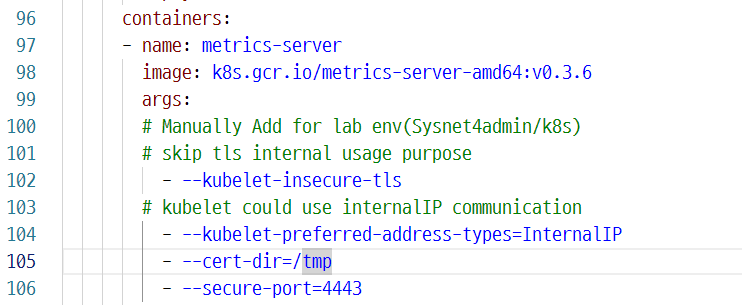 96 containers:
97 - name: metrics-server
98 image: k8s.gcr.io/metrics-server-amd64:v0.3.6
99 args:
100 # Manually Add for lab env(Sysnet4admin/k8s)
101 # skip tls internal usage purpose
102 - --kubelet-insecure-tls
103 # kubelet could use internalIP communication
104 - --kubelet-preferred-address-types=InternalIP
105 - --cert-dir=/tmp
106 - --secure-port=4443